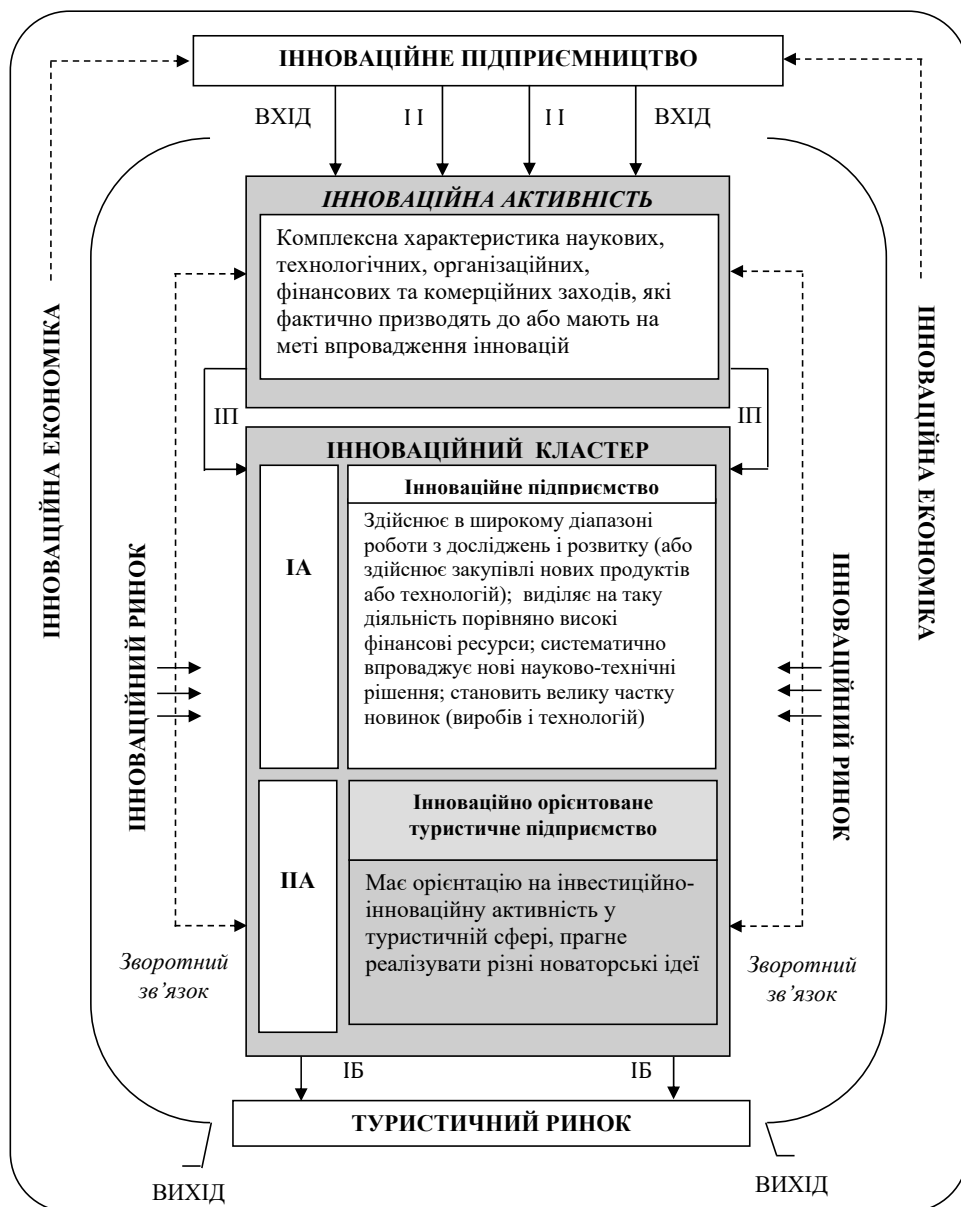 ІННОВАЦІЙНЕ ПІДПРИЄМНИЦТВО
ВХІД
І І
І І
ВХІД
ІННОВАЦІЙНА АКТИВНІСТЬ
Комплексна характеристика наукових,
технологічних, організаційних,
фінансових та комерційних заходів, які
фактично призводять до або мають на
меті впровадження інновацій
ІННОВАЦІЙНА ЕКОНОМІКА
ІННОВАЦІЙНА ЕКОНОМІКА
ІП
ІП
ІННОВАЦІЙНИЙ КЛАСТЕР
ІА
Інноваційне підприємство
Здійснює в широкому діапазоні
роботи з досліджень і розвитку (або
здійснює закупівлі нових продуктів
або технологій); виділяє на таку
діяльність порівняно високі
фінансові ресурси; систематично
впроваджує нові науково-технічні
рішення; становить велику частку
новинок (виробів і технологій)
ІННОВАЦІЙНИЙ РИНОК
ІННОВАЦІЙНИЙ РИНОК
ІІА
Інноваційно орієнтоване
туристичне підприємство
Має орієнтацію на інвестиційно-
інноваційну активність у
туристичній сфері, прагне
реалізувати різні новаторські ідеї
Зворотний
зв’язок
Зворотний
зв’язок
ІБ
ІБ
ТУРИСТИЧНИЙ РИНОК
ВИХІД
ВИХІД